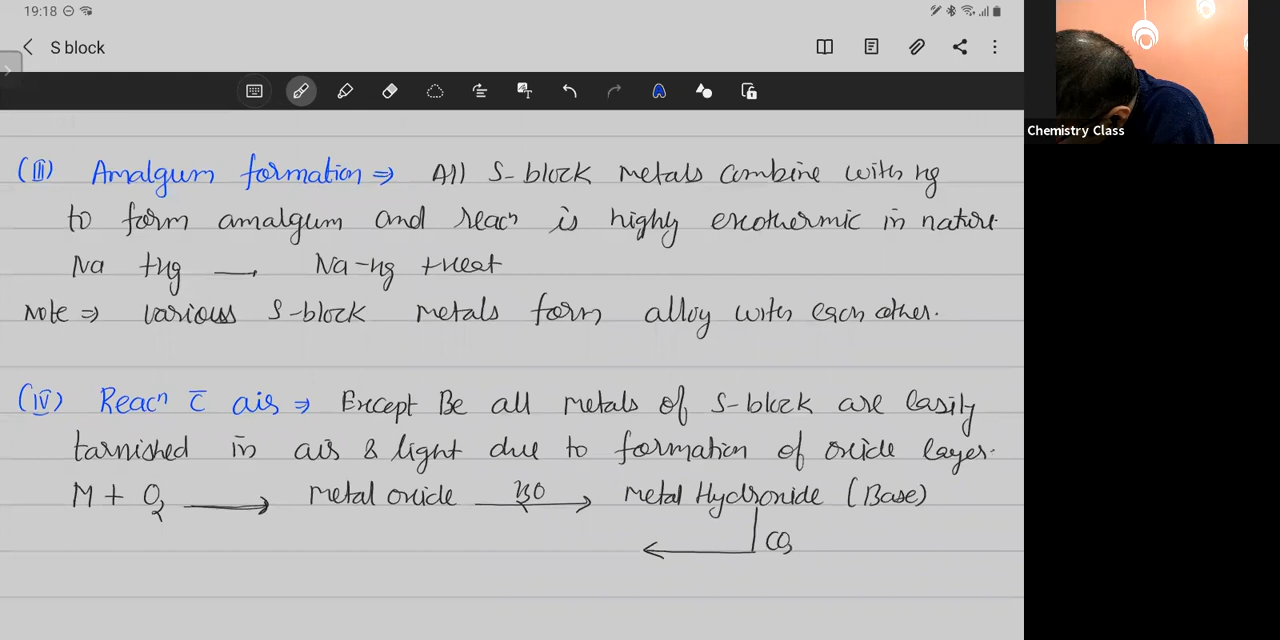 19:18
S block
Chemistry Class
(III) Amalgum formation ⇒ All S-block metals combine with Hg
to form amalgum and reacn is highly exothermic in nature.
Na + Hg → Na-Hg + Heat
Note ⇒ various S-block metals form alloy with each other.
(IV) Reacn c̄ air ⇒ Except Be all metals of S-block are easily
tarnished in air & light due to formation of oxide layer.
M + O2 → metal oxide H2O → metal Hydroxide (Base)
← CO2